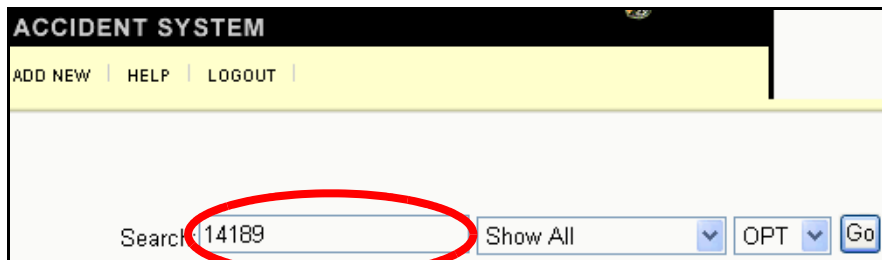 ACCIDENT SYSTEM
ADD NEW HELP LOGOUT
Search: 14189 Show All OPT Go